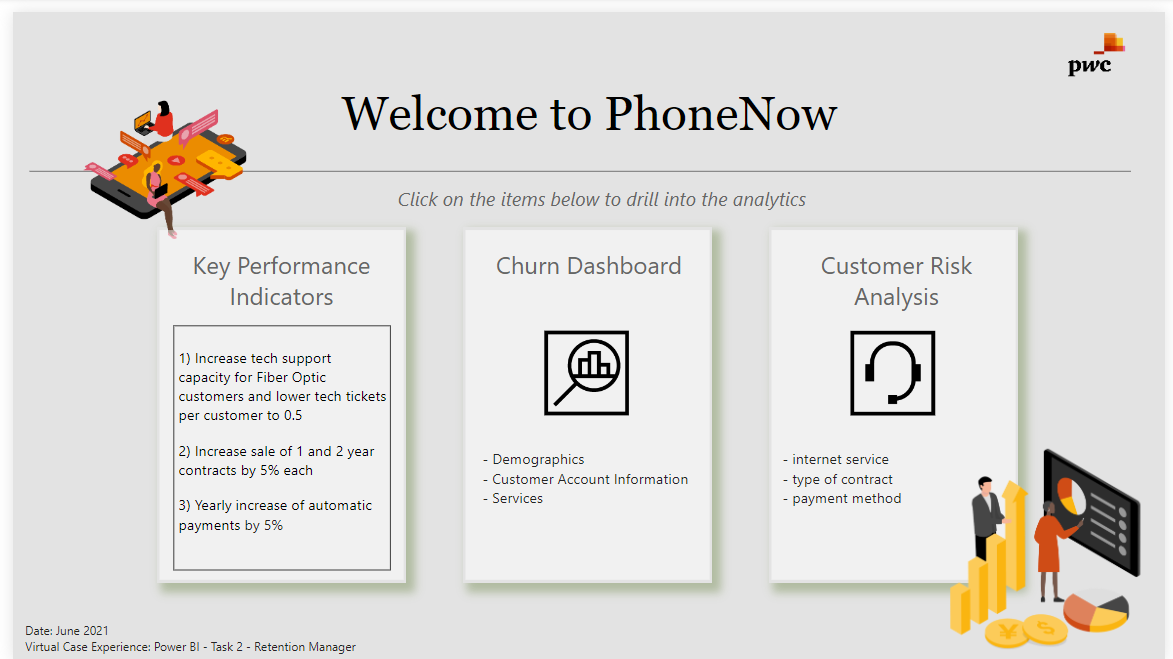 pwc
Welcome to PhoneNow
Click on the items below to drill into the analytics
Key Performance
Indicators
1) Increase tech support
capacity for Fiber Optic
customers and lower tech tickets
per customer to 0.5
2) Increase sale of 1 and 2 year
contracts by 5% each
3) Yearly increase of automatic
payments by 5%
Churn Dashboard
- Demographics
- Customer Account Information
- Services
Customer Risk
Analysis
- internet service
- type of contract
- payment method
¥
$
Date: June 2021
Virtual Case Experience: Power BI - Task 2 - Retention Manager